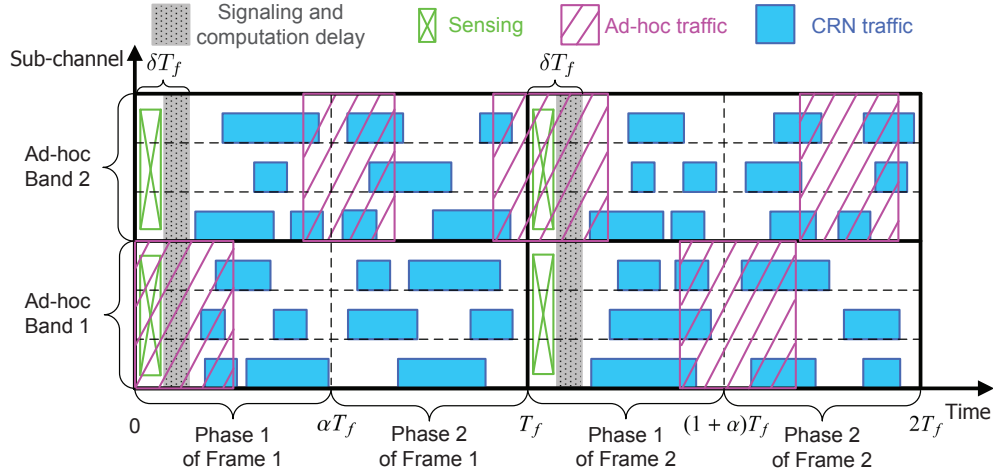 Signaling and
computation delay
Sensing
Ad-hoc traffic
CRN traffic
Sub-channel
δT_f
δT_f
Ad-hoc
Band 2
Ad-hoc
Band 1
0
αT_f
T_f
(1 + α)T_f
2T_f
Time
Phase 1
of Frame 1
Phase 2
of Frame 1
Phase 1
of Frame 2
Phase 2
of Frame 2